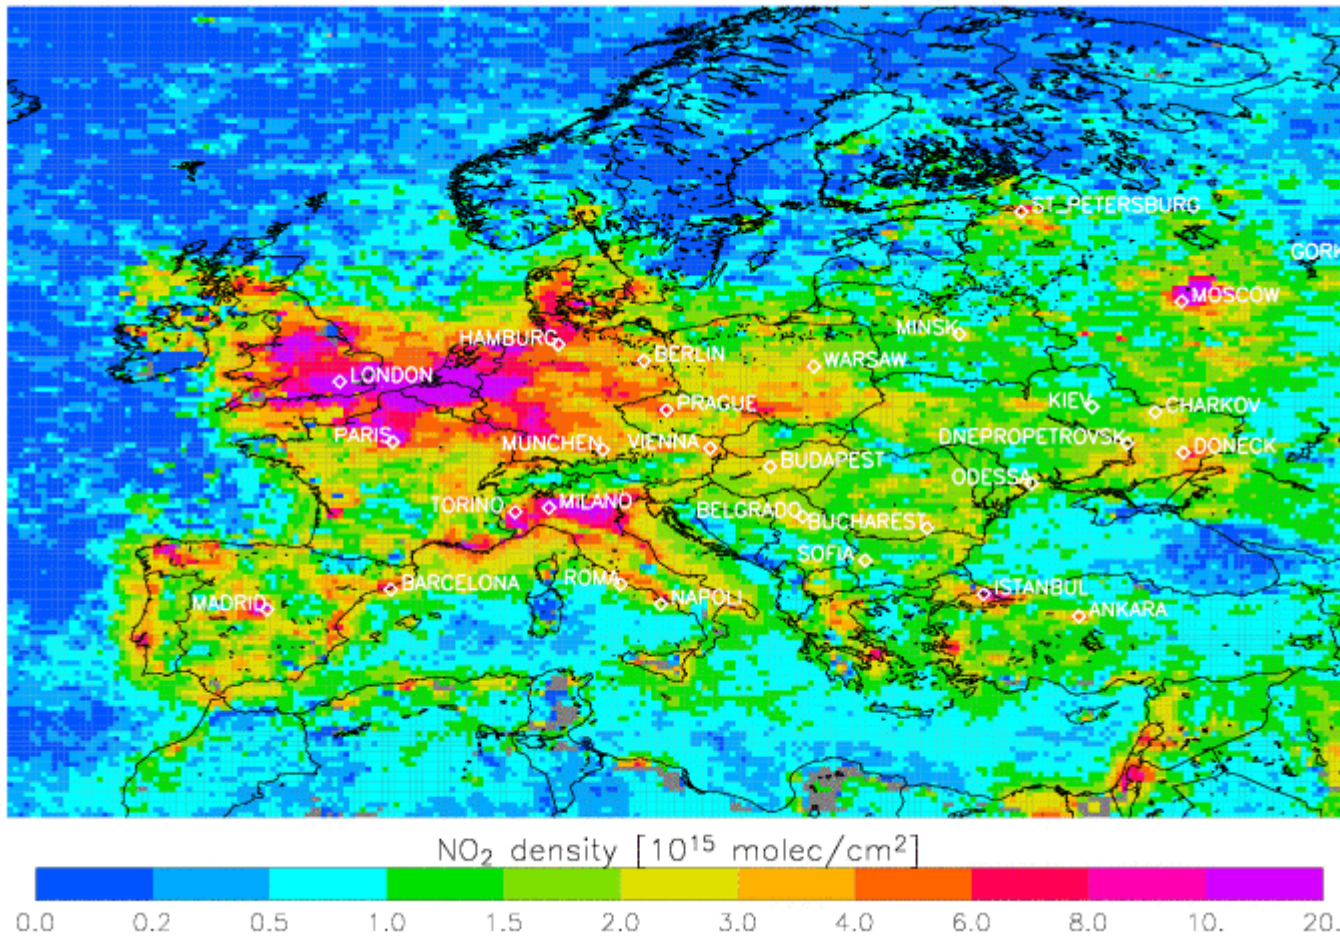 ST_PETERSBURG
GORK
MOSCOW
HAMBURG
BERLIN
MINSK
WARSAW
LONDON
PRAGUE
KIEV
CHARKOV
PARIS
MUNCHEN
VIENNA
DNEPROPETROVSK
DONECK
BUDAPEST
ODESSA
TORINO
MILANO
BELGRADO
BUCHAREST
SOFIA
BARCELONA
ROMA
ISTANBUL
MADRID
NAPOLI
ANKARA
NO₂ density [10¹⁵ molec/cm²]
0.0 0.2 0.5 1.0 1.5 2.0 3.0 4.0 6.0 8.0 10. 20.